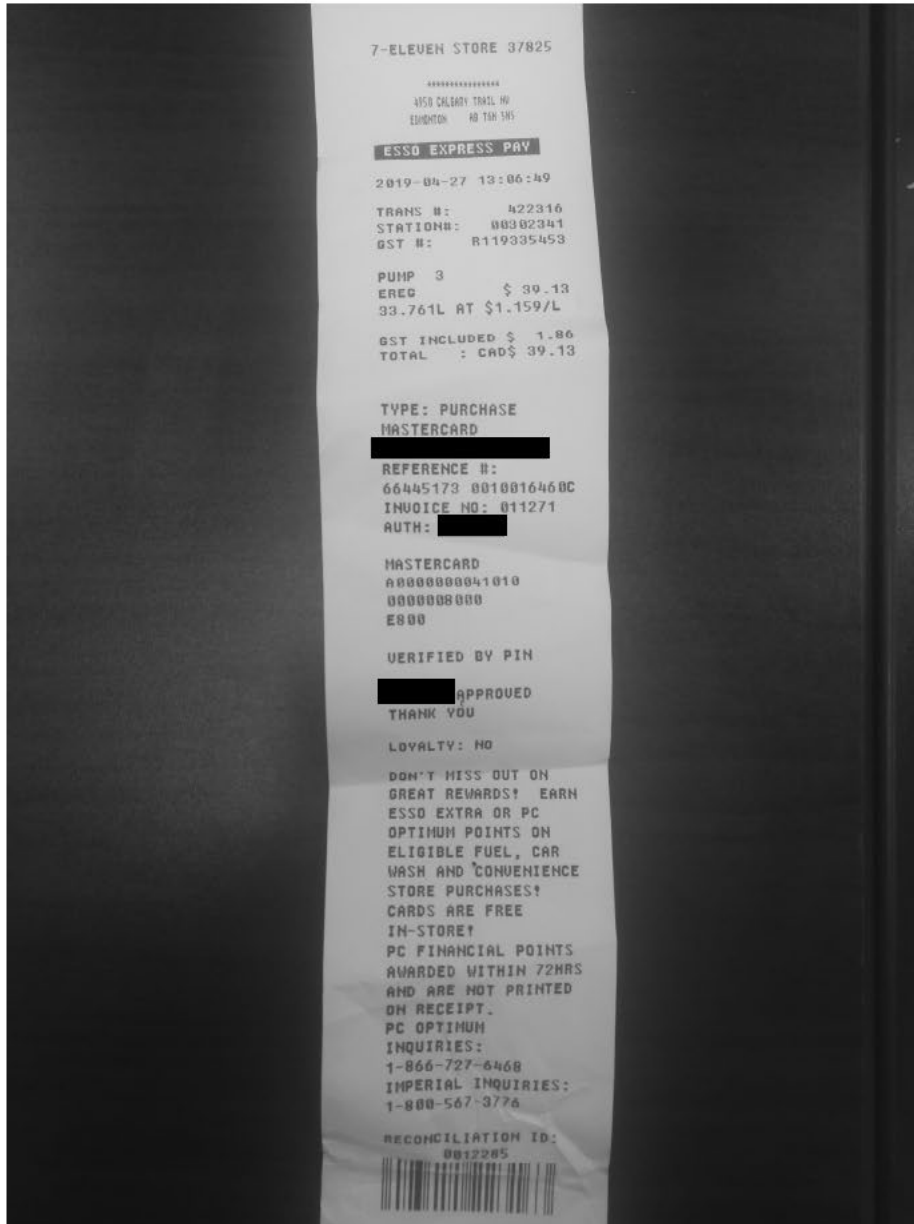 7-ELEVEN STORE 37825
****************
4950 CALGARY TRAIL NW
EDMONTON AB T6H 5H5
ESSO EXPRESS PAY
2019-04-27 13:06:49
TRANS #: 422316
STATION#: 00302341
GST #: R119335453
PUMP 3
EREG $ 39.13
33.761L AT $1.159/L
GST INCLUDED $ 1.86
TOTAL : CAD$ 39.13
TYPE: PURCHASE
MASTERCARD
REFERENCE #:
66445173 0010016460C
INVOICE NO: 011271
AUTH:
MASTERCARD
A0000000041010
0000008000
E800
VERIFIED BY PIN
APPROVED
THANK YOU
LOYALTY: NO
DON'T MISS OUT ON
GREAT REWARDS! EARN
ESSO EXTRA OR PC
OPTIMUM POINTS ON
ELIGIBLE FUEL, CAR
WASH AND CONVENIENCE
STORE PURCHASES!
CARDS ARE FREE
IN-STORE!
PC FINANCIAL POINTS
AWARDED WITHIN 72HRS
AND ARE NOT PRINTED
ON RECEIPT.
PC OPTIMUM
INQUIRIES:
1-866-727-6468
IMPERIAL INQUIRIES:
1-800-567-3776
RECONCILIATION ID:
0012285